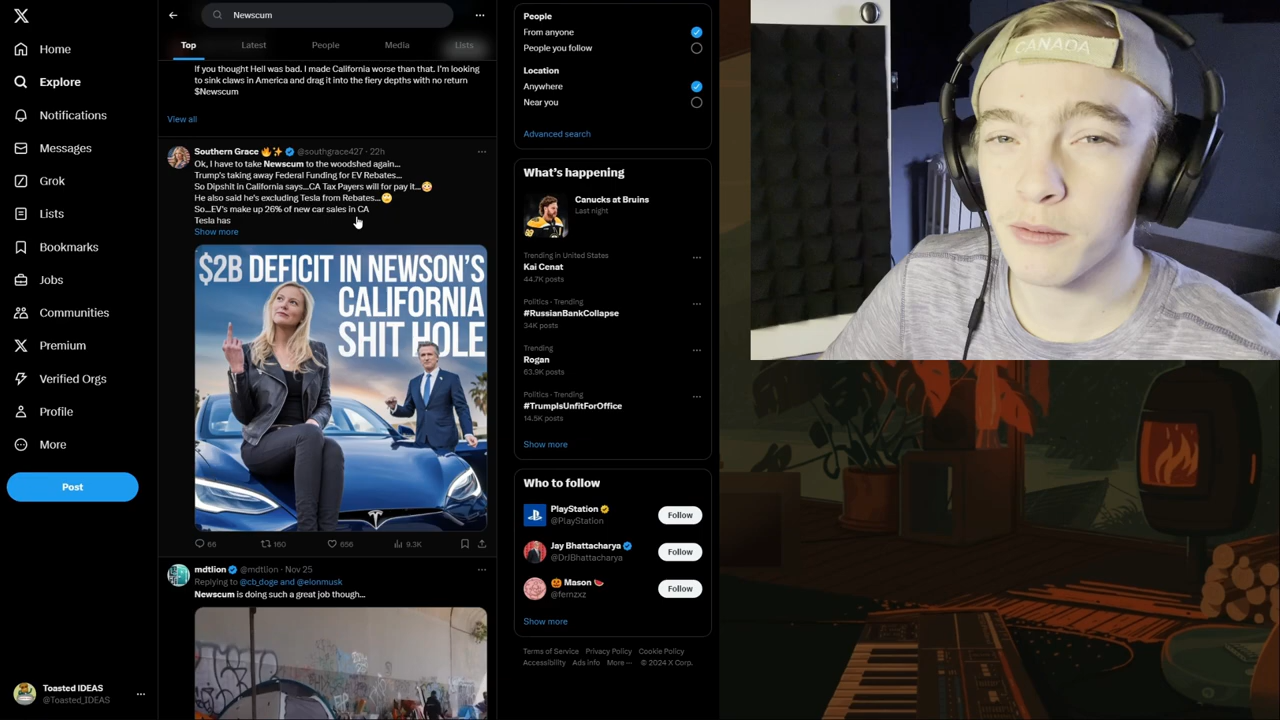 Home
Explore
Notifications
Messages
Grok
Lists
Bookmarks
Jobs
Communities
Premium
Verified Orgs
Profile
More
Post
Toasted IDEAS
@Toasted_IDEAS
Newscum
Top
Latest
People
Media
Lists
If you thought Hell was bad. I made California worse than that. I'm looking
to sink claws in America and drag it into the fiery depths with no return
$Newscum
View all
Southern Grace @southgrace427 · 22h
Ok, I have to take Newscum to the woodshed again...
Trump's taking away Federal Funding for EV Rebates...
So Dipshit in California says...CA Tax Payers will for pay it...
He also said he's excluding Tesla from Rebates...
So...EV's make up 26% of new car sales in CA
Tesla has
Show more
$2B DEFICIT IN NEWSON'S
CALIFORNIA
SHIT HOLE
66
160
656
9.3K
mdtlion @mdtlion · Nov 25
Replying to @cb_doge and @elonmusk
Newscum is doing such a great job though...
People
From anyone
People you follow
Location
Anywhere
Near you
Advanced search
What's happening
Canucks at Bruins
Last night
Trending in United States
Kai Cenat
44.7K posts
Politics · Trending
#RussianBankCollapse
34K posts
Trending
Rogan
63.9K posts
Politics · Trending
#TrumpIsUnfitForOffice
14.5K posts
Show more
Who to follow
PlayStation
@PlayStation
Follow
Jay Bhattacharya
@DrJBhattacharya
Follow
Mason
@fernzxz
Follow
Show more
Terms of Service Privacy Policy Cookie Policy
Accessibility Ads info More ··· © 2024 X Corp.
CANADA